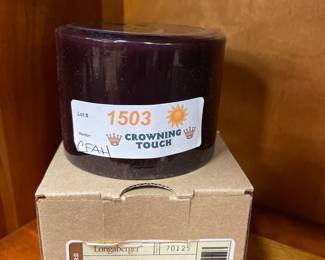 Lot #
1503
Vendor
CFAH
CROWNING
TOUCH
Longaberger
70125